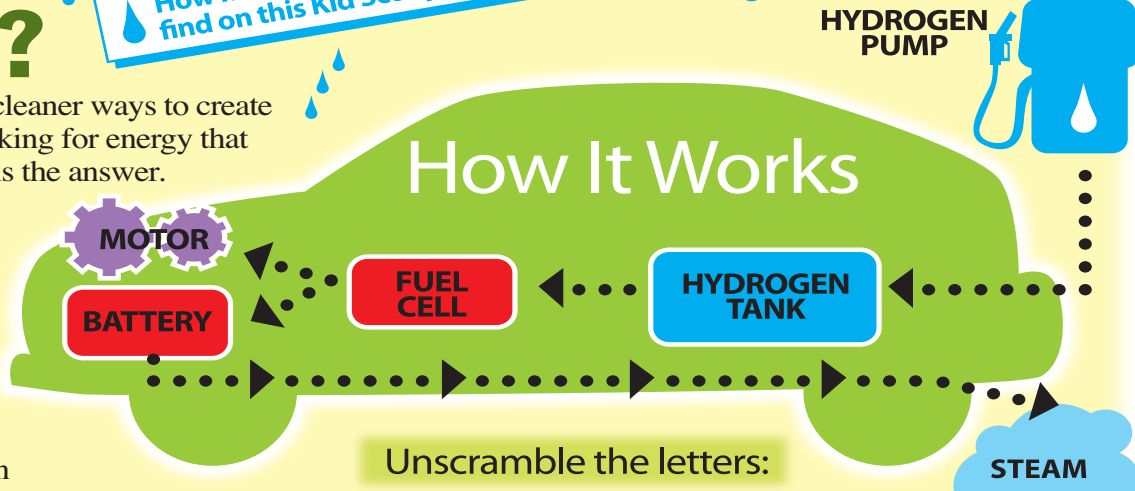 How
find on this Kid
?
HYDROGEN
PUMP
cleaner ways to create
king for energy that
s the answer.
How It Works
MOTOR
BATTERY
FUEL
CELL
HYDROGEN
TANK
STEAM
Unscramble the letters: